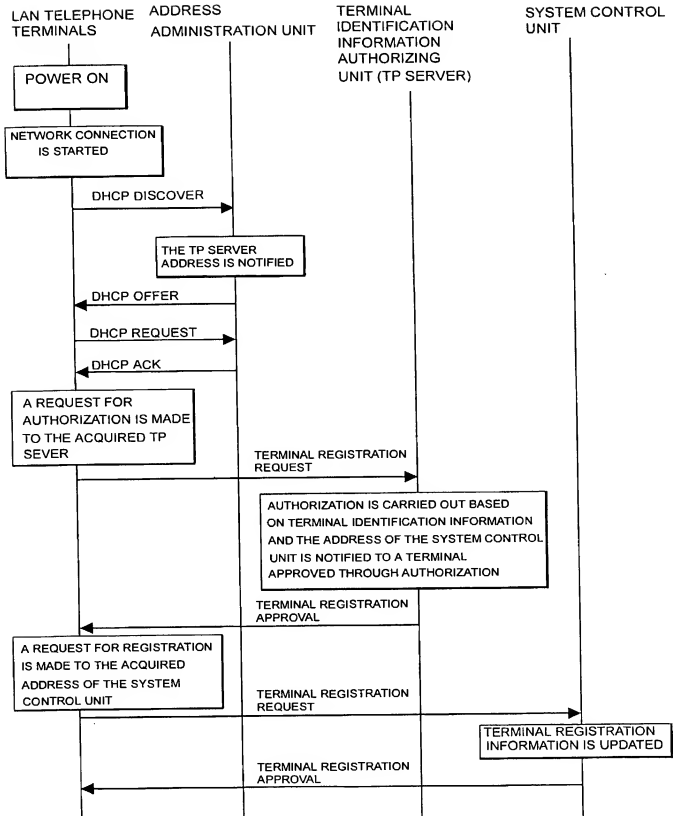 LAN TELEPHONE
TERMINALS
ADDRESS
ADMINISTRATION UNIT
TERMINAL
IDENTIFICATION
INFORMATION
AUTHORIZING
UNIT (TP SERVER)
SYSTEM CONTROL
UNIT
POWER ON
NETWORK CONNECTION
IS STARTED
DHCP DISCOVER
THE TP SERVER
ADDRESS IS NOTIFIED
DHCP OFFER
DHCP REQUEST
DHCP ACK
A REQUEST FOR
AUTHORIZATION IS MADE
TO THE ACQUIRED TP
SEVER
TERMINAL REGISTRATION
REQUEST
AUTHORIZATION IS CARRIED OUT BASED
ON TERMINAL IDENTIFICATION INFORMATION
AND THE ADDRESS OF THE SYSTEM CONTROL
UNIT IS NOTIFIED TO A TERMINAL
APPROVED THROUGH AUTHORIZATION
TERMINAL REGISTRATION
APPROVAL
A REQUEST FOR REGISTRATION
IS MADE TO THE ACQUIRED
ADDRESS OF THE SYSTEM
CONTROL UNIT
TERMINAL REGISTRATION
REQUEST
TERMINAL REGISTRATION
INFORMATION IS UPDATED
TERMINAL REGISTRATION
APPROVAL